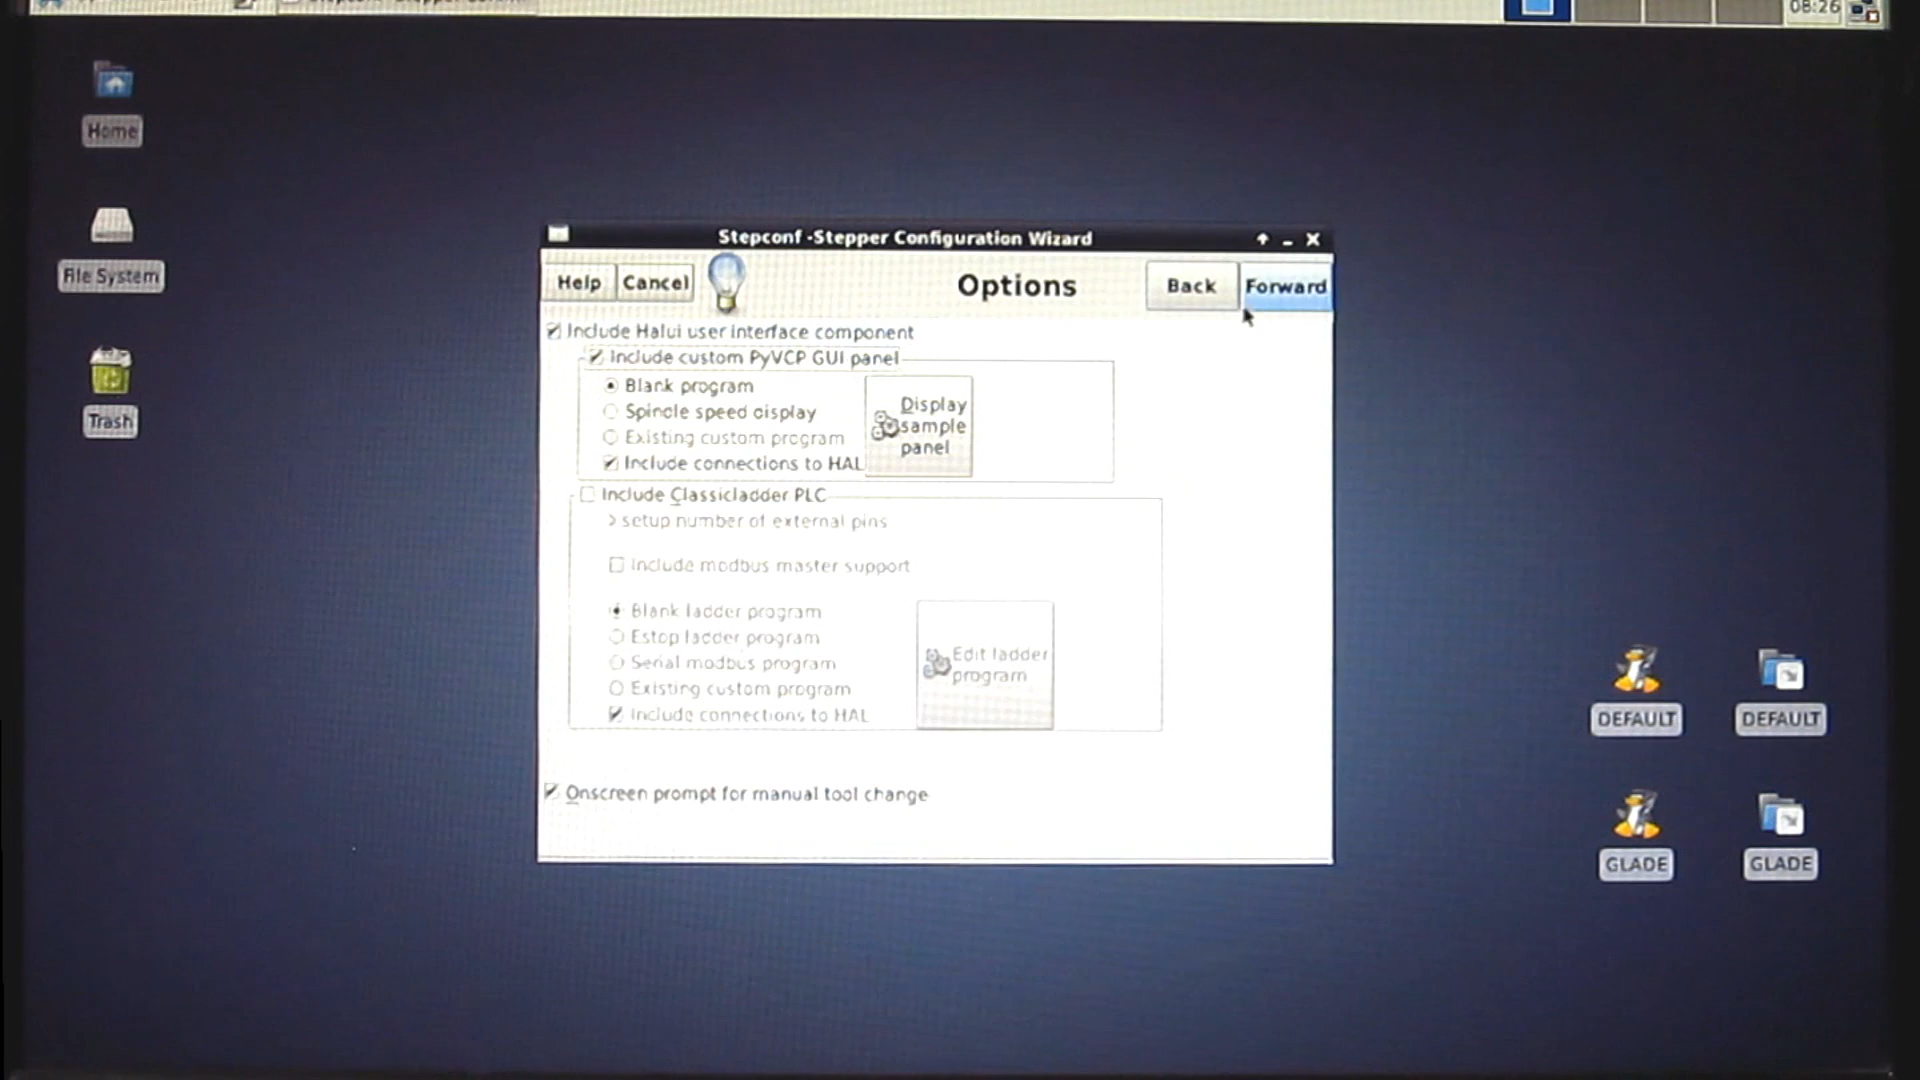 08:26
Home
File System
Trash
Stepconf -Stepper Configuration Wizard
Help
Cancel
Options
Back
Forward
Include Halui user interface component
Include custom PyVCP GUI panel
Blank program
Spindle speed display
Existing custom program
Include connections to HAL
Display
sample
panel
Include Classicladder PLC
setup number of external pins
Include modbus master support
Blank ladder program
Estop ladder program
Serial modbus program
Existing custom program
Include connections to HAL
Edit ladder
program
Onscreen prompt for manual tool change
DEFAULT
DEFAULT
GLADE
GLADE